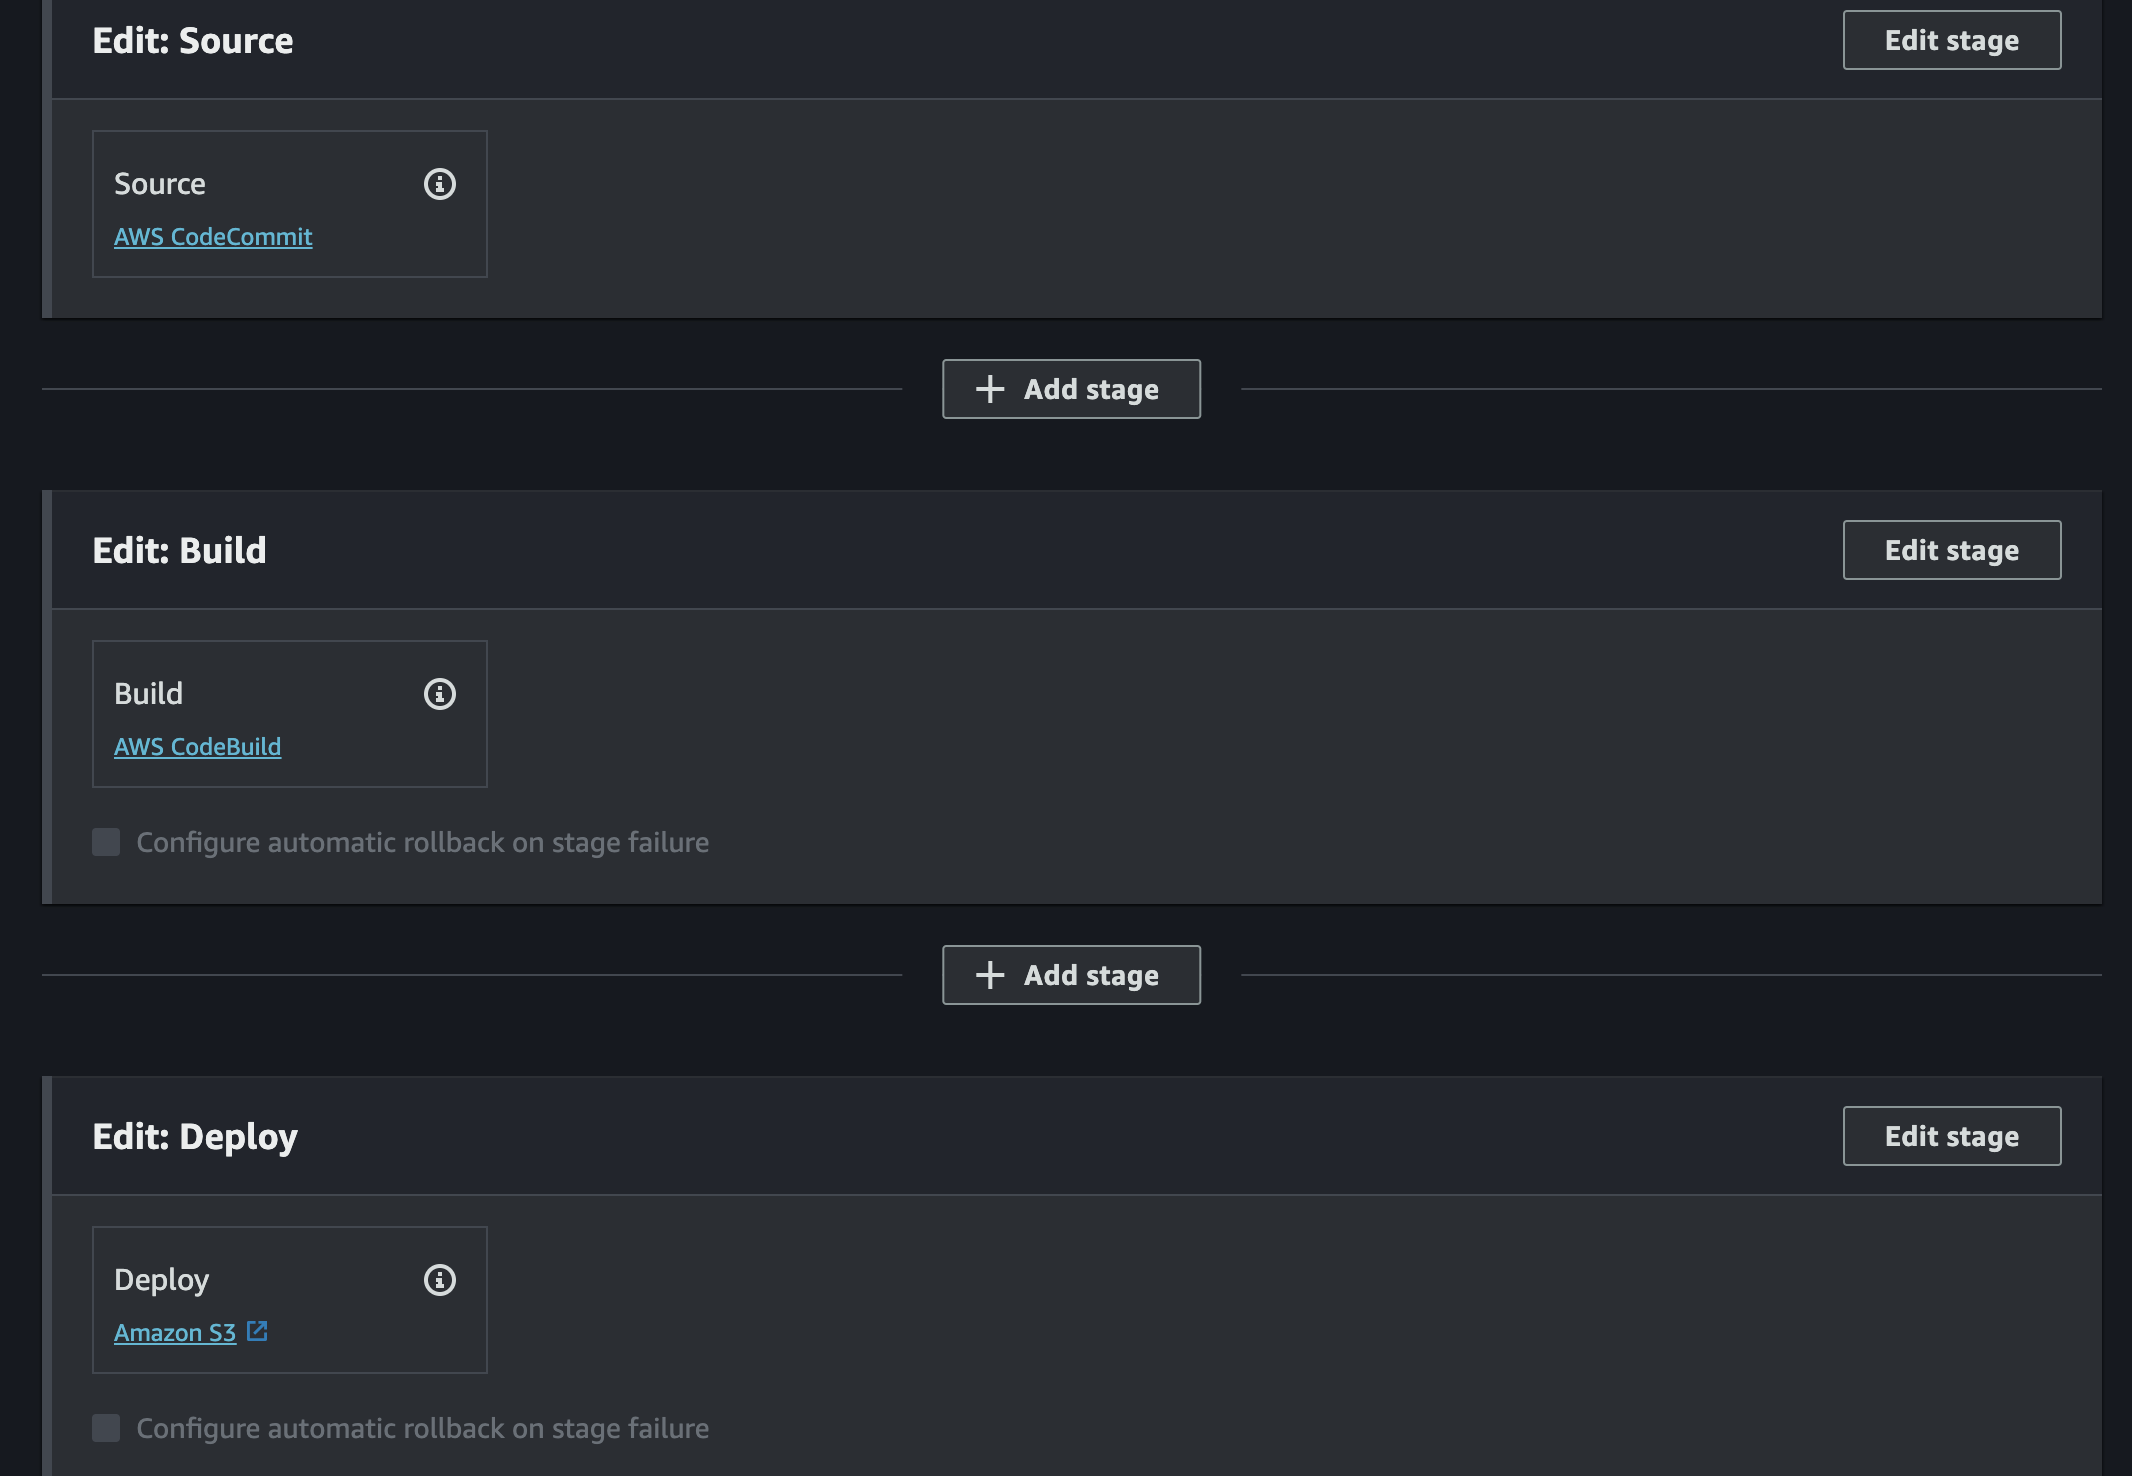 Edit: Source
Edit stage
Source
AWS CodeCommit
Add stage
Edit: Build
Edit stage
Build
AWS CodeBuild
Configure automatic rollback on stage failure
Add stage
Edit: Deploy
Edit stage
Deploy
Amazon S3
Configure automatic rollback on stage failure